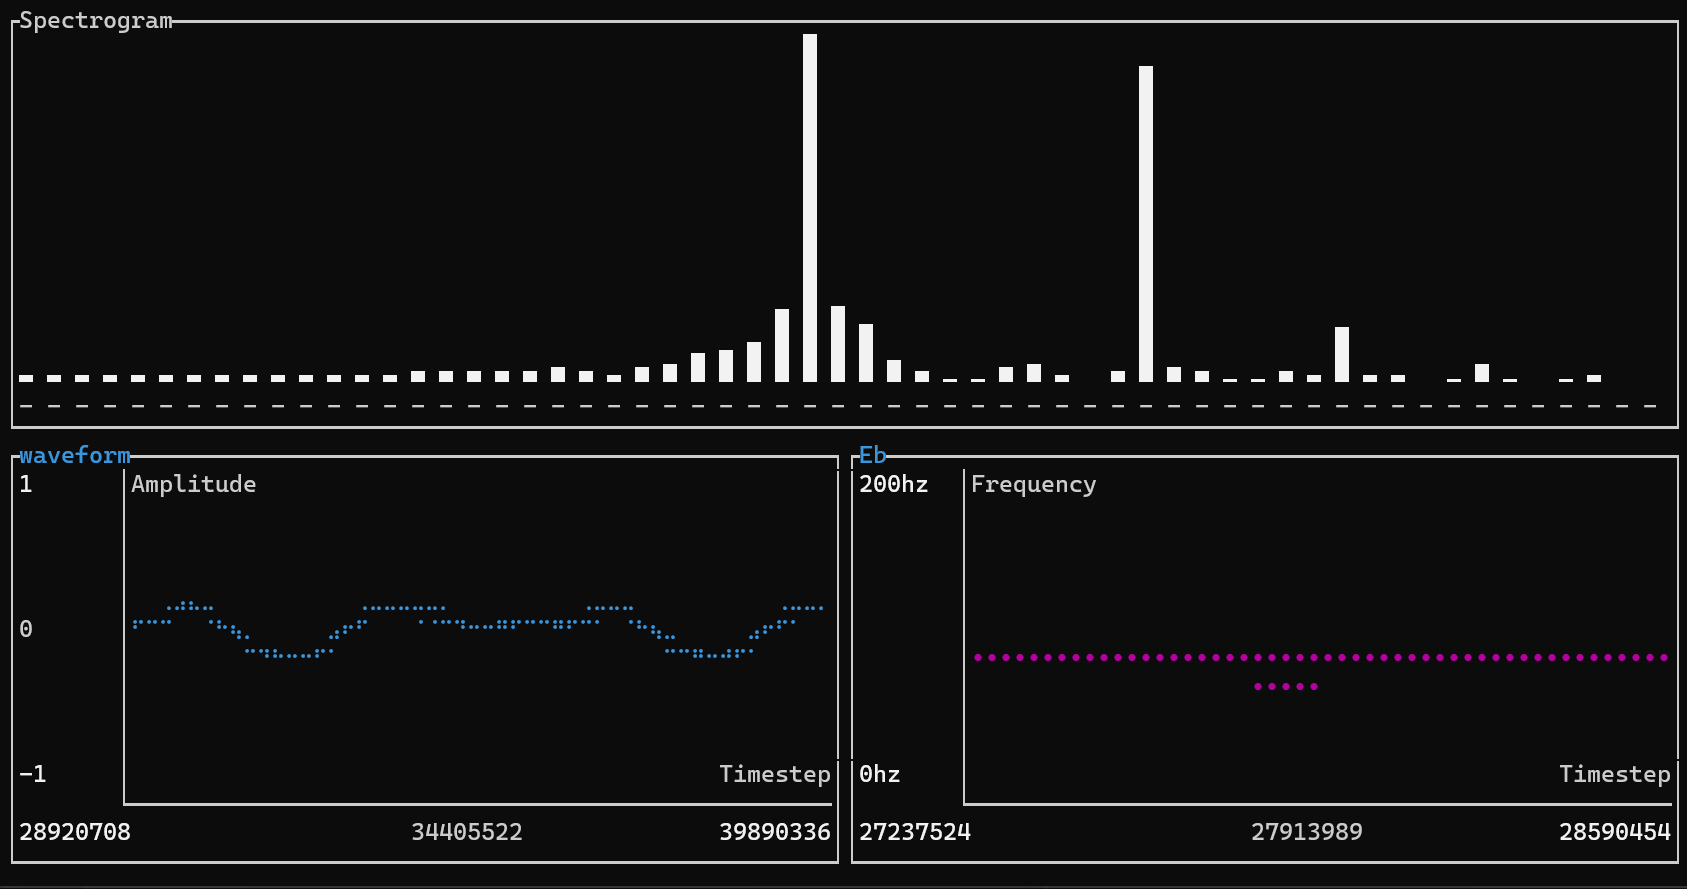 Spectrogram
waveform
1
Amplitude
0
-1
Timestep
28920708 34405522 39890336
Eb
200hz
Frequency
0hz
Timestep
27237524 27913989 28590454